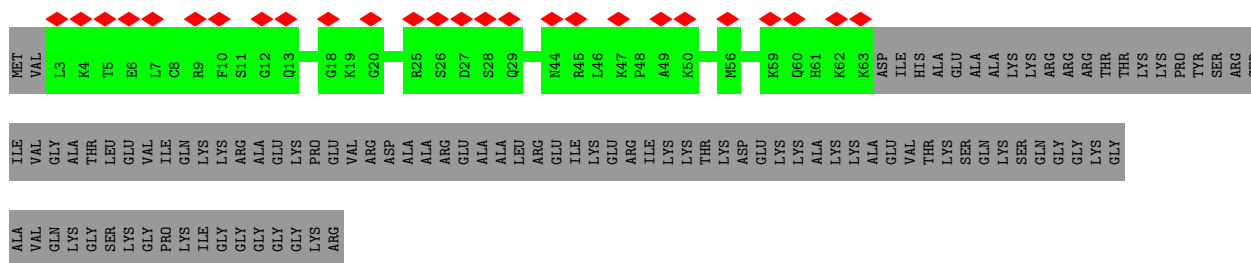 MET VAL L3 K4 T5 E6 L7 C8 R9 F10 S11 G12 Q13 G18 K19 G20 R25 S26 D27 S28 Q29 N44 R45 L46 K47 P48 A49 K50 M56 K59 Q60 H61 K62 K63 ASP ILE HIS ALA GLU ALA ALA LYS LYS ARG ARG ARG THR THR LYS LYS PRO TYR SER ARG
ILE VAL GLY ALA THR LEU GLU VAL ILE GLN LYS LYS ARG ALA GLU LYS PRO GLU VAL ARG ASP ALA ALA ARG GLU ALA ALA LEU ARG GLU ILE LYS GLU ARG ILE LYS LYS THR LYS ASP GLU LYS LYS ALA LYS LYS ALA GLU VAL THR LYS SER GLN LYS SER GLN GLY GLY LYS GLY
ALA VAL GLN LYS GLY SER LYS GLY PRO LYS ILE GLY GLY GLY GLY GLY LYS ARG